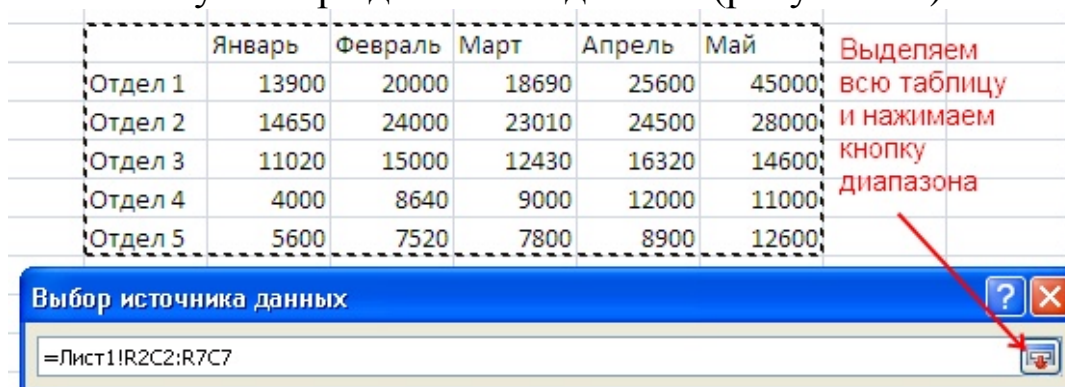 Январь Февраль Март Апрель Май
Отдел 1 13900 20000 18690 25600 45000
Отдел 2 14650 24000 23010 24500 28000
Отдел 3 11020 15000 12430 16320 14600
Отдел 4 4000 8640 9000 12000 11000
Отдел 5 5600 7520 7800 8900 12600
Выделяем
всю таблицу
и нажимаем
кнопку
диапазона
Выбор источника данных
=Лист1!R2C2:R7C7